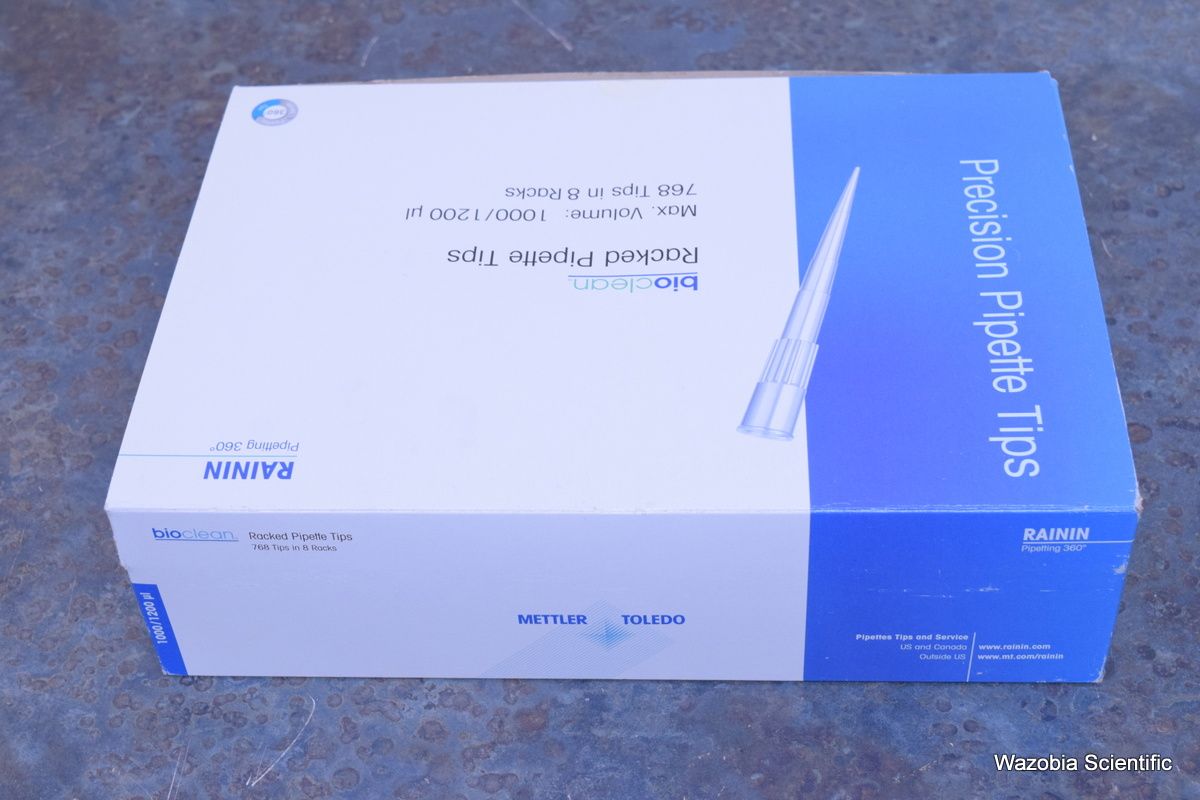 360
Precision Pipette Tips
bioclean
Racked Pipette Tips
Max. Volume: 1000/1200 µl
768 Tips in 8 Racks
RAININ
Pipetting 360°
bioclean. Racked Pipette Tips
768 Tips in 8 Racks
1000/1200 µl
METTLER TOLEDO
RAININ
Pipetting 360°
Pipettes Tips and Service
US and Canada www.rainin.com
Outside US www.mt.com/rainin
Wazobia Scientific